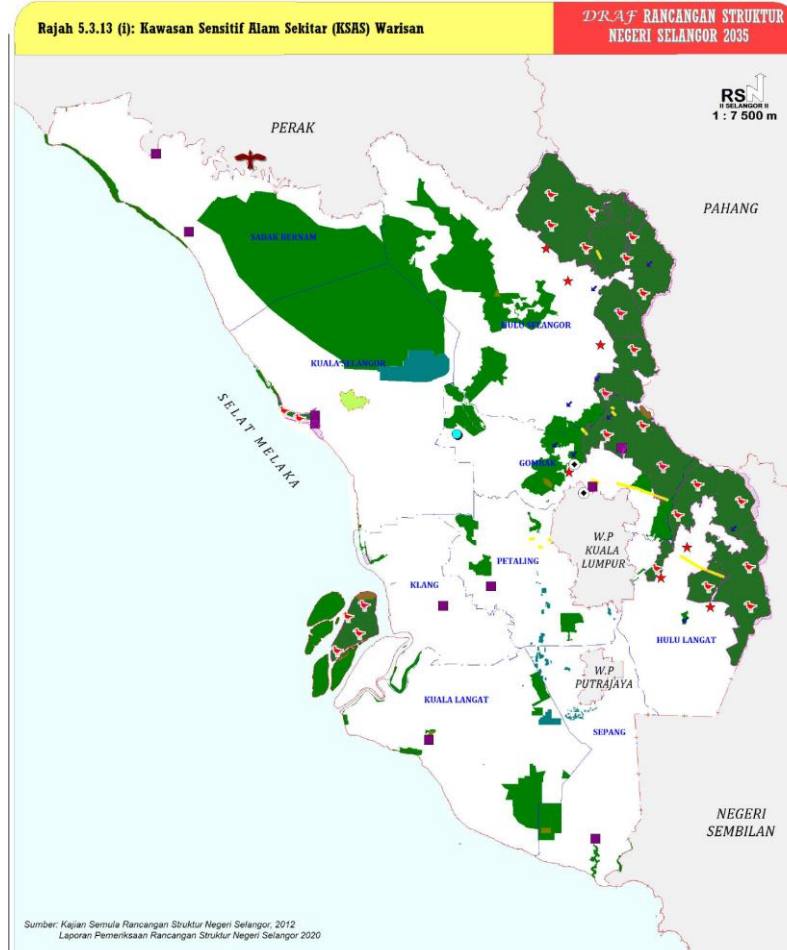 Rajah 5.3.13 (i): Kawasan Sensitif Alam Sekitar (KSAS) Warisan
DRAF RANCANGAN STRUKTUR
NEGERI SELANGOR 2035
RSN
II SELANGOR II
1 : 7 500 m
PERAK
PAHANG
SABAK BERNAM
HULU SELANGOR
KUALA SELANGOR
SELAT MELAKA
GOMBAK
W.P
KUALA
LUMPUR
PETALING
KLANG
HULU LANGAT
W.P
PUTRAJAYA
KUALA LANGAT
SEPANG
NEGERI
SEMBILAN
Sumber: Kajian Semula Rancangan Struktur Negeri Selangor, 2012
Laporan Pemeriksaan Rancangan Struktur Negeri Selangor 2020